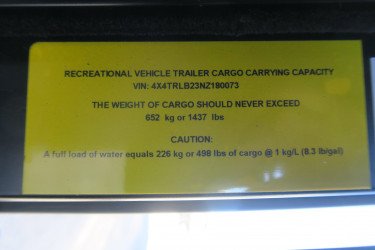 RECREATIONAL VEHICLE TRAILER CARGO CARRYING CAPACITY
VIN: 4X4TRLB23NZ180073
THE WEIGHT OF CARGO SHOULD NEVER EXCEED
652 kg or 1437 lbs
CAUTION:
A full load of water equals 226 kg or 498 lbs of cargo @ 1 kg/L (8.3 lb/gal)